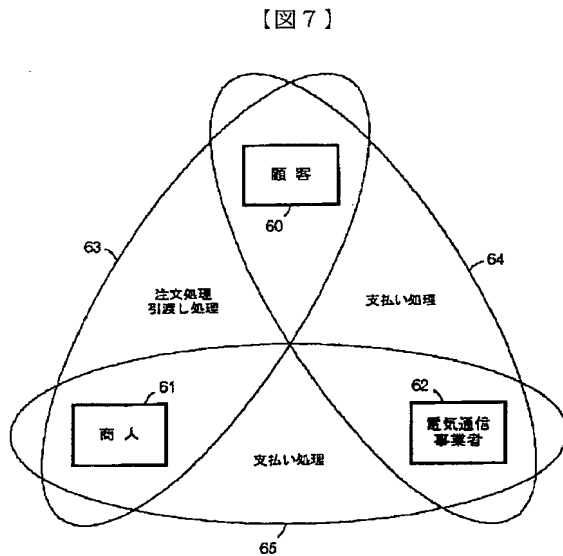 【図7】
顧客
60
63
64
注文処理
引渡し処理
支払い処理
61
62
商人
電気通信
事業者
支払い処理
65